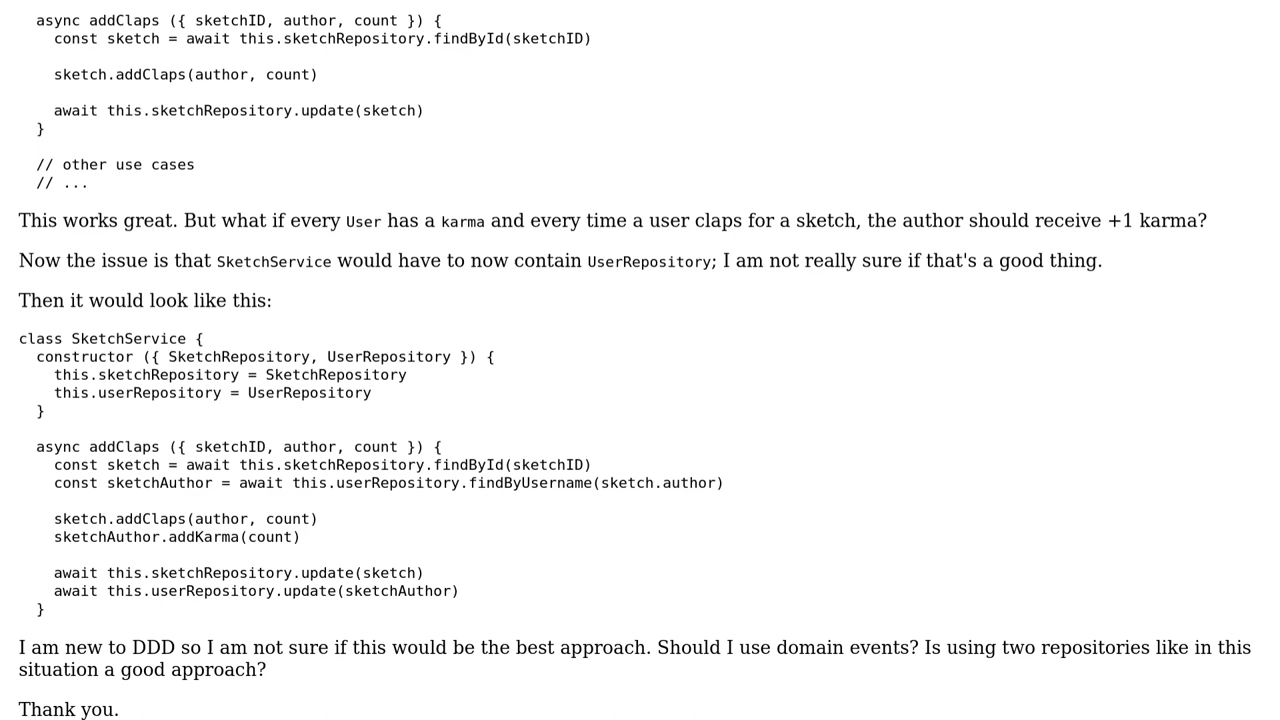 async addClaps ({ sketchID, author, count }) {
const sketch = await this.sketchRepository.findById(sketchID)
sketch.addClaps(author, count)
await this.sketchRepository.update(sketch)
}
// other use cases
// ...
This works great. But what if every User has a karma and every time a user claps for a sketch, the author should receive +1 karma?
Now the issue is that SketchService would have to now contain UserRepository; I am not really sure if that's a good thing.
Then it would look like this:
class SketchService {
constructor ({ SketchRepository, UserRepository }) {
this.sketchRepository = SketchRepository
this.userRepository = UserRepository
}
async addClaps ({ sketchID, author, count }) {
const sketch = await this.sketchRepository.findById(sketchID)
const sketchAuthor = await this.userRepository.findByUsername(sketch.author)
sketch.addClaps(author, count)
sketchAuthor.addKarma(count)
await this.sketchRepository.update(sketch)
await this.userRepository.update(sketchAuthor)
}
I am new to DDD so I am not sure if this would be the best approach. Should I use domain events? Is using two repositories like in this
situation a good approach?
Thank you.